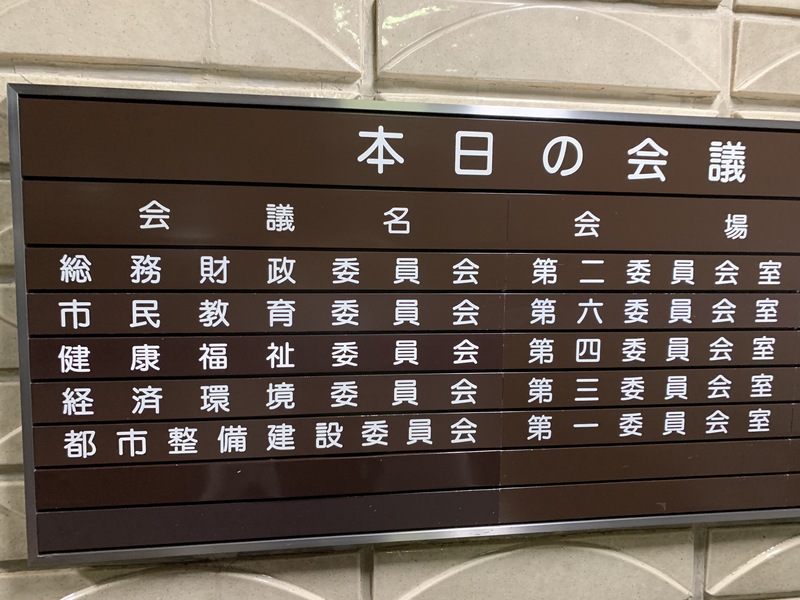 本日の会議
会議名 会場
総務財政委員会 第二委員会室
市民教育委員会 第六委員会室
健康福祉委員会 第四委員会室
経済環境委員会 第三委員会室
都市整備建設委員会 第一委員会室